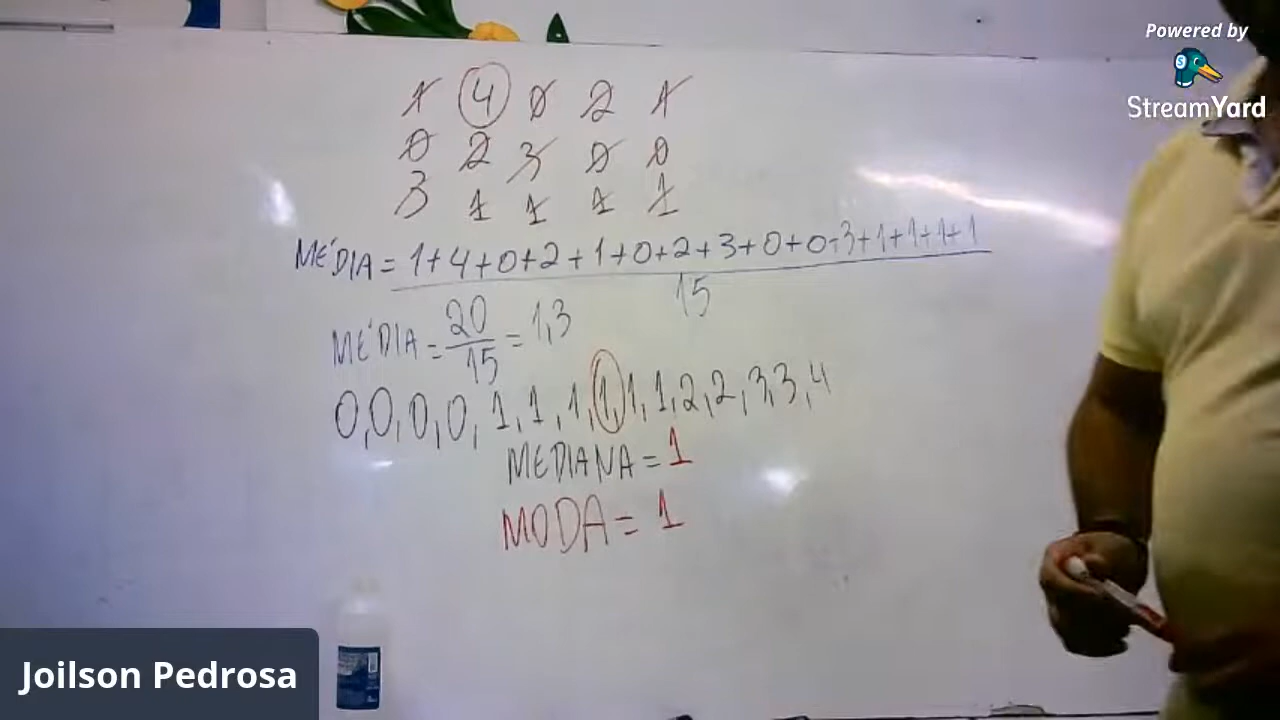 Powered by
StreamYard
1 4 0 2 1
0 2 3 0 0
3 1 1 1 1
MÉDIA = 1+4+0+2+1+0+2+3+0+0+3+1+1+1+1
15
MÉDIA = 20/15 = 1,3
0,0,0,0,1,1,1,1,1,1,2,2,3,3,4
MEDIANA = 1
MODA = 1
Joilson Pedrosa